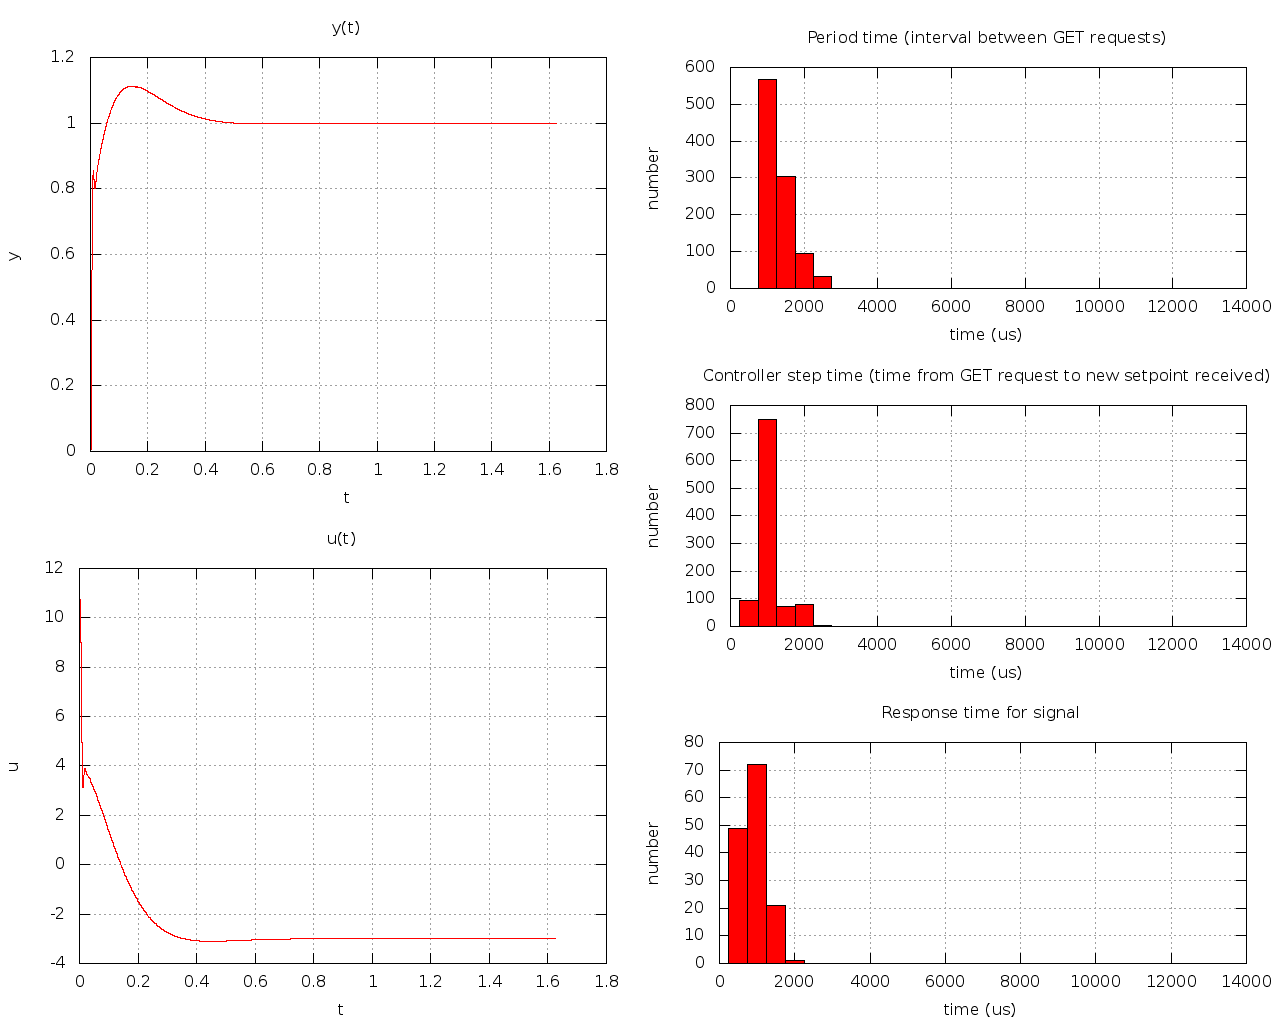 y(t)
1.2
1
0.8
0.6
0.4
0.2
0
y
0 0.2 0.4 0.6 0.8 1 1.2 1.4 1.6 1.8
t
u(t)
12
10
8
6
4
2
0
-2
-4
u
0 0.2 0.4 0.6 0.8 1 1.2 1.4 1.6 1.8
t
Period time (interval between GET requests)
600
500
400
300
200
100
0
number
0 2000 4000 6000 8000 10000 12000 14000
time (us)
Controller step time (time from GET request to new setpoint received)
800
700
600
500
400
300
200
100
0
number
0 2000 4000 6000 8000 10000 12000 14000
time (us)
Response time for signal
80
70
60
50
40
30
20
10
0
number
0 2000 4000 6000 8000 10000 12000 14000
time (us)